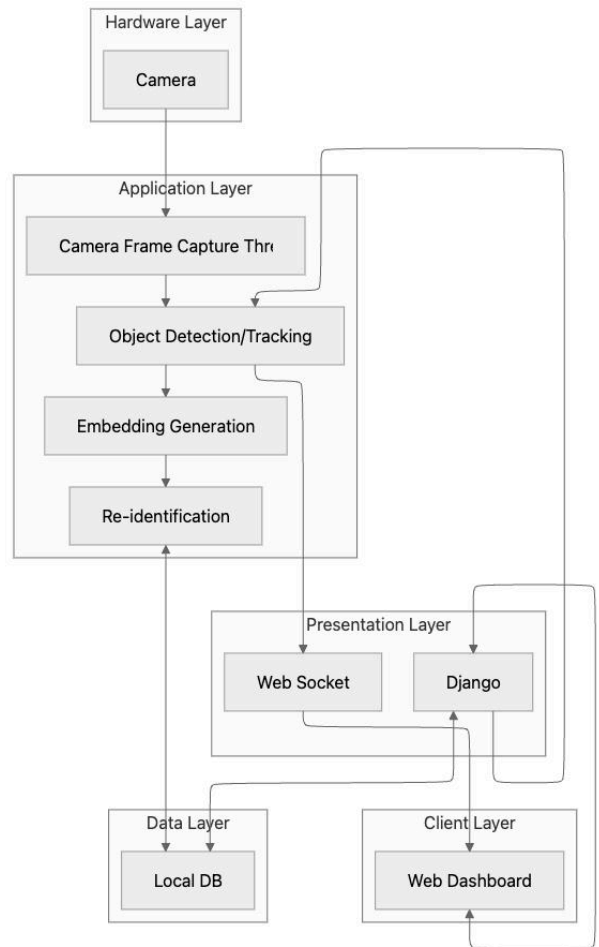 Hardware Layer
Camera
Application Layer
Camera Frame Capture Thre
Object Detection/Tracking
Embedding Generation
Re-identification
Presentation Layer
Web Socket
Django
Data Layer
Client Layer
Local DB
Web Dashboard